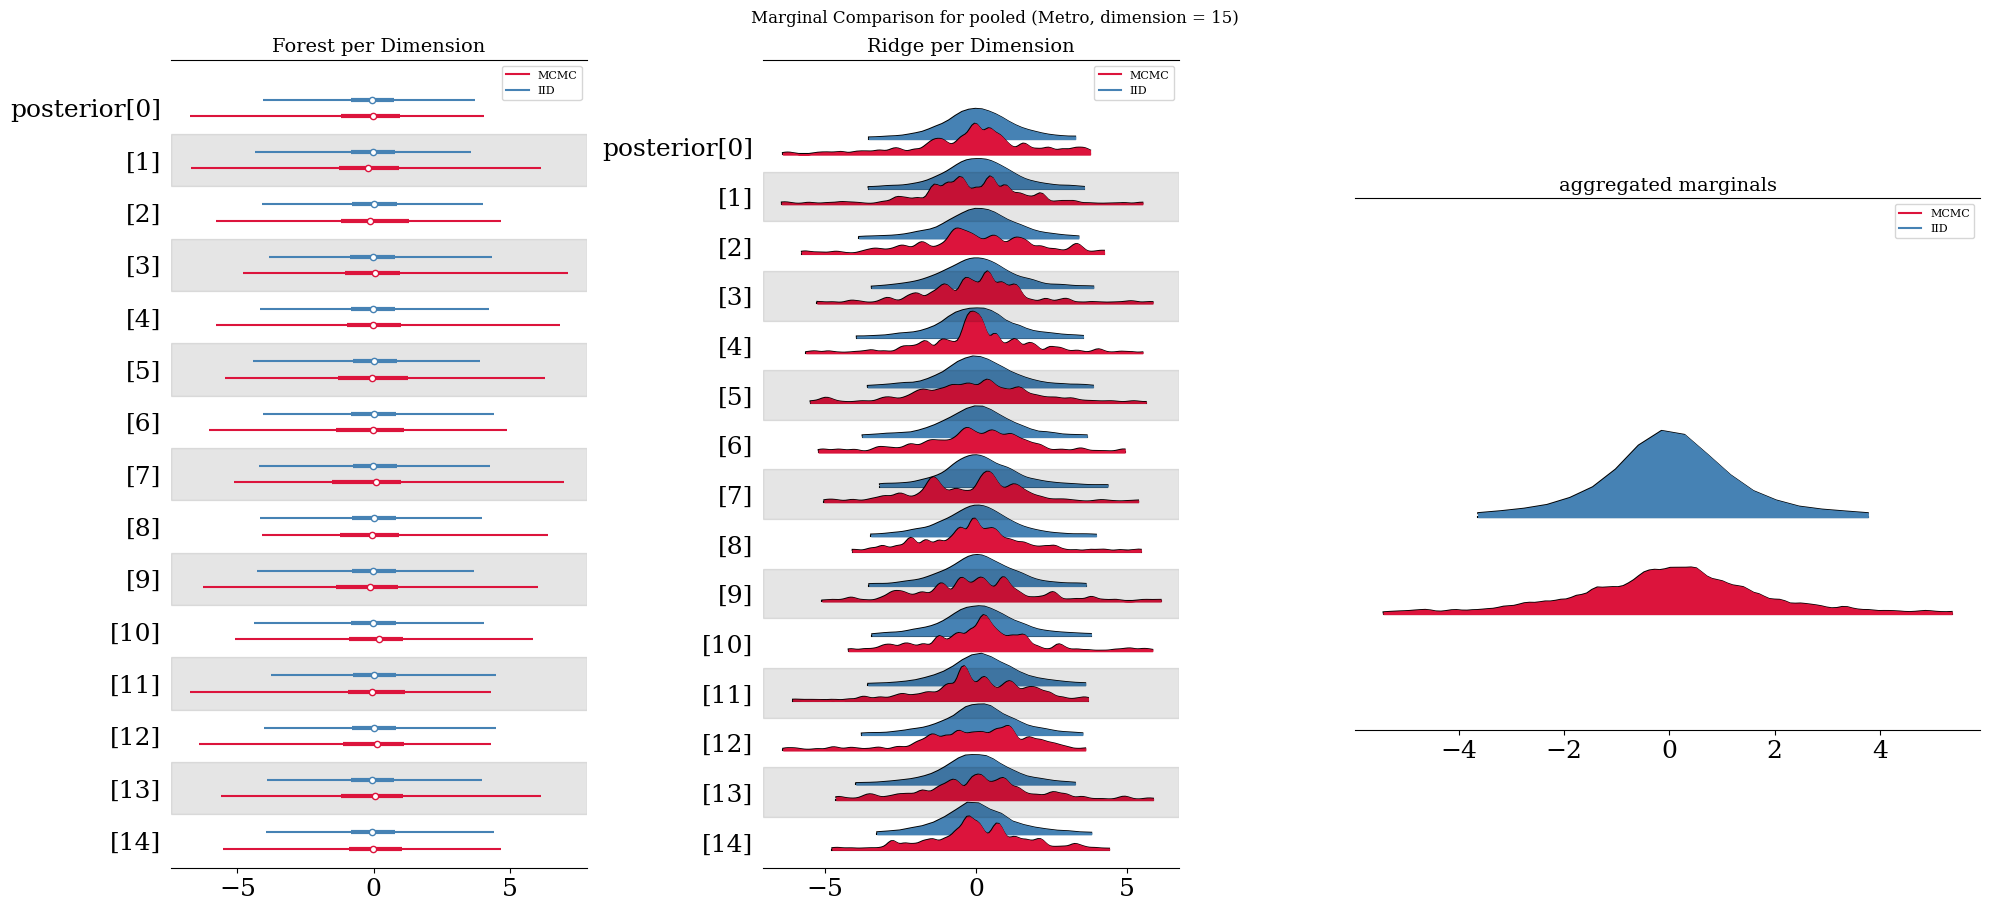 Marginal Comparison for pooled (Metro, dimension = 15)
Forest per Dimension
MCMC
IID
posterior[0]
[1]
[2]
[3]
[4]
[5]
[6]
[7]
[8]
[9]
[10]
[11]
[12]
[13]
[14]
−5 0 5
Ridge per Dimension
MCMC
IID
posterior[0]
[1]
[2]
[3]
[4]
[5]
[6]
[7]
[8]
[9]
[10]
[11]
[12]
[13]
[14]
−5 0 5
aggregated marginals
MCMC
IID
−4 −2 0 2 4